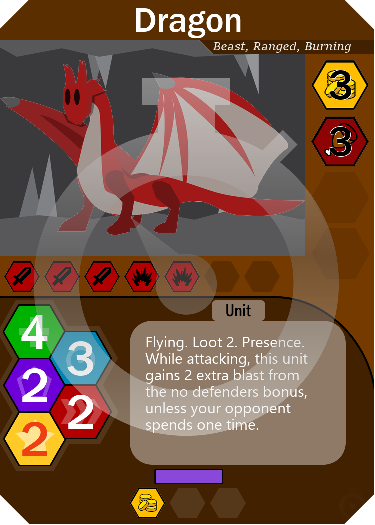 Dragon
Beast, Ranged, Burning
3
3
Unit
4
3
2
2
2
Flying. Loot 2. Presence.
While attacking, this unit
gains 2 extra blast from
the no defenders bonus,
unless your opponent
spends one time.